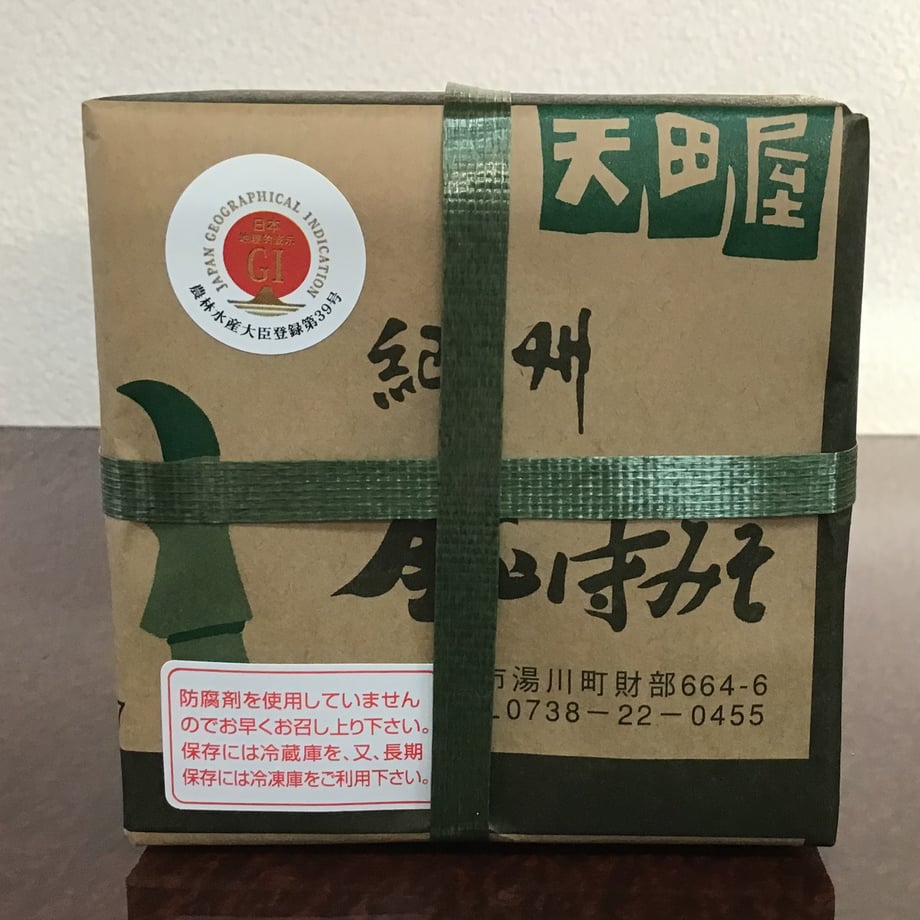 天田屋
JAPAN GEOGRAPHICAL INDICATION
日本
地理的表示
GI
農林水産大臣登録第39号
紀州
金山寺みそ
市湯川町財部664-6
0738-22-0455
防腐剤を使用していません
のでお早くお召し上り下さい。
保存には冷蔵庫を、又、長期
保存には冷凍庫をご利用下さい。